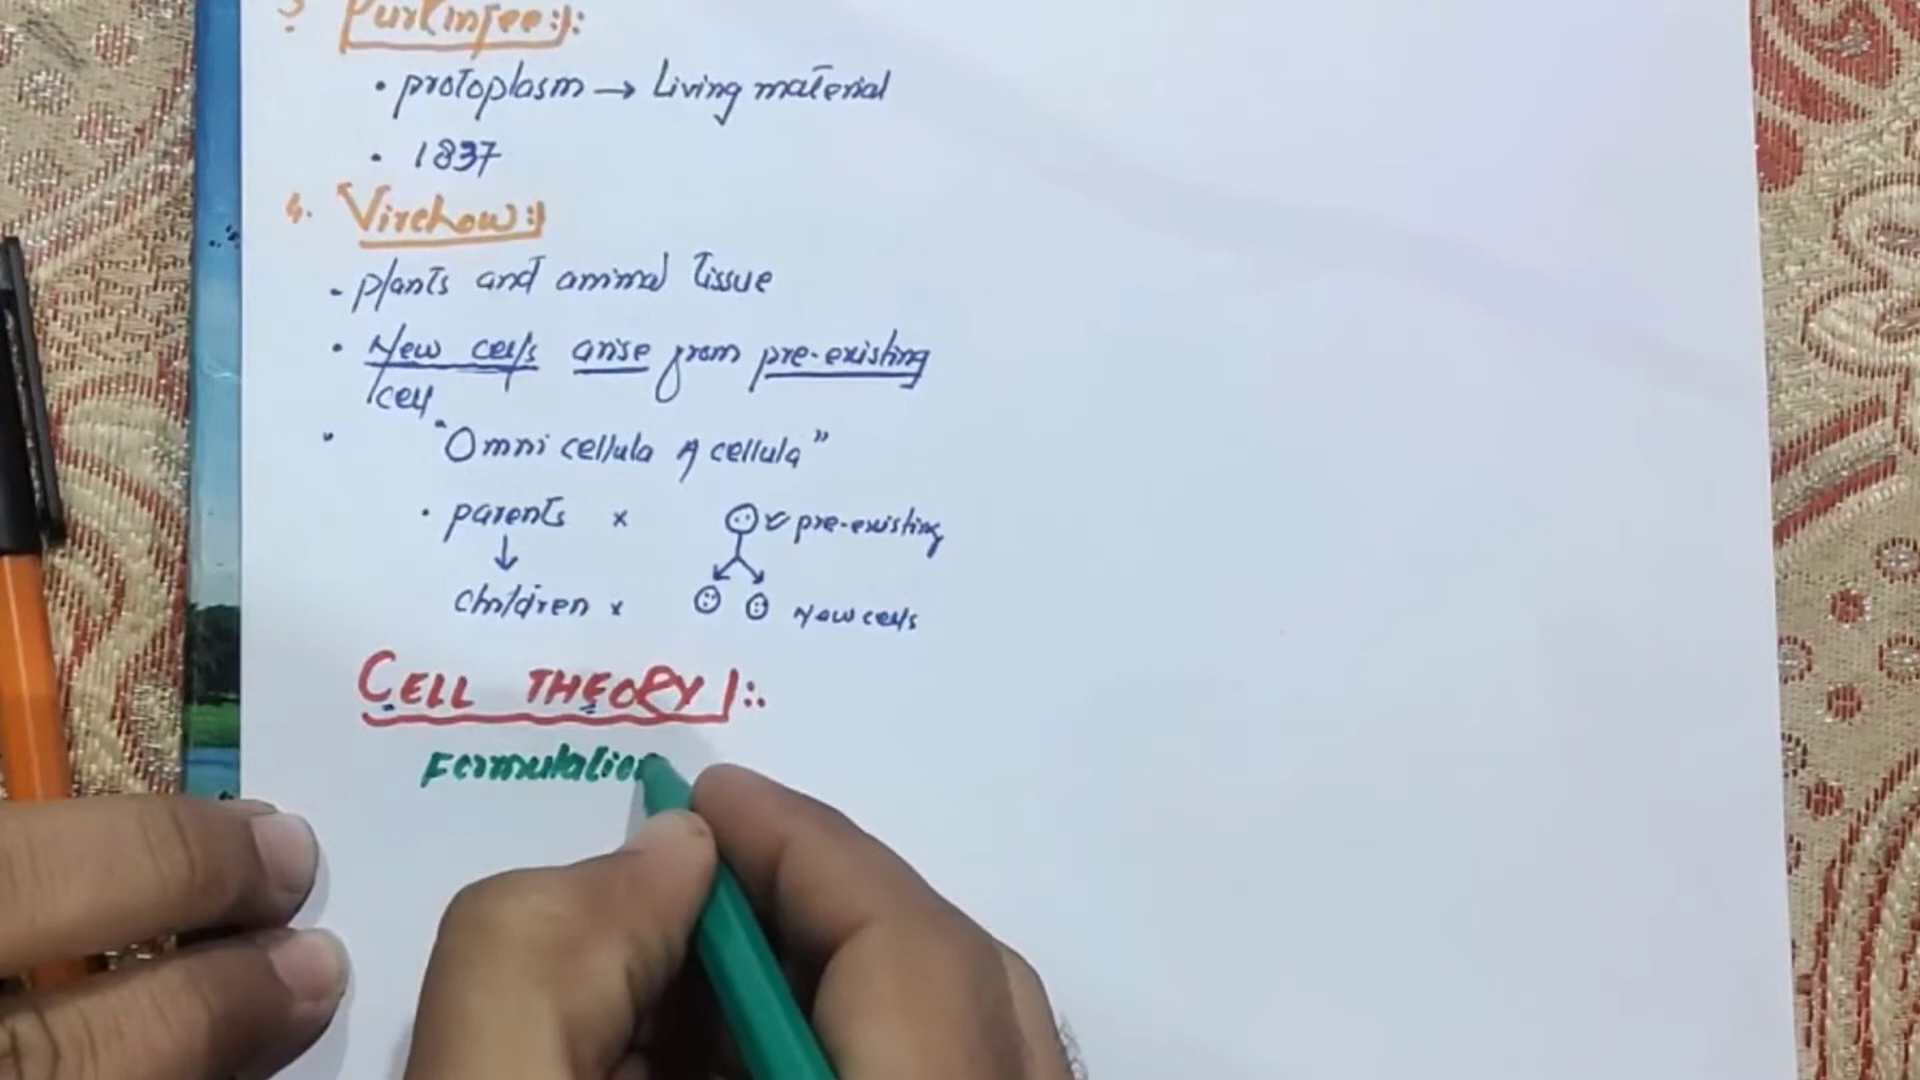 3 Purkinjee:):
• protoplasm → Living material
• 1837
4. Virchow:)
- plants and animal tissue
• New cells arise from pre-existing
cell
" "Omni cellula A cellula"
• parents x
↓
children x
pre-existing
New cells
CELL THEORY ):.
Formulation